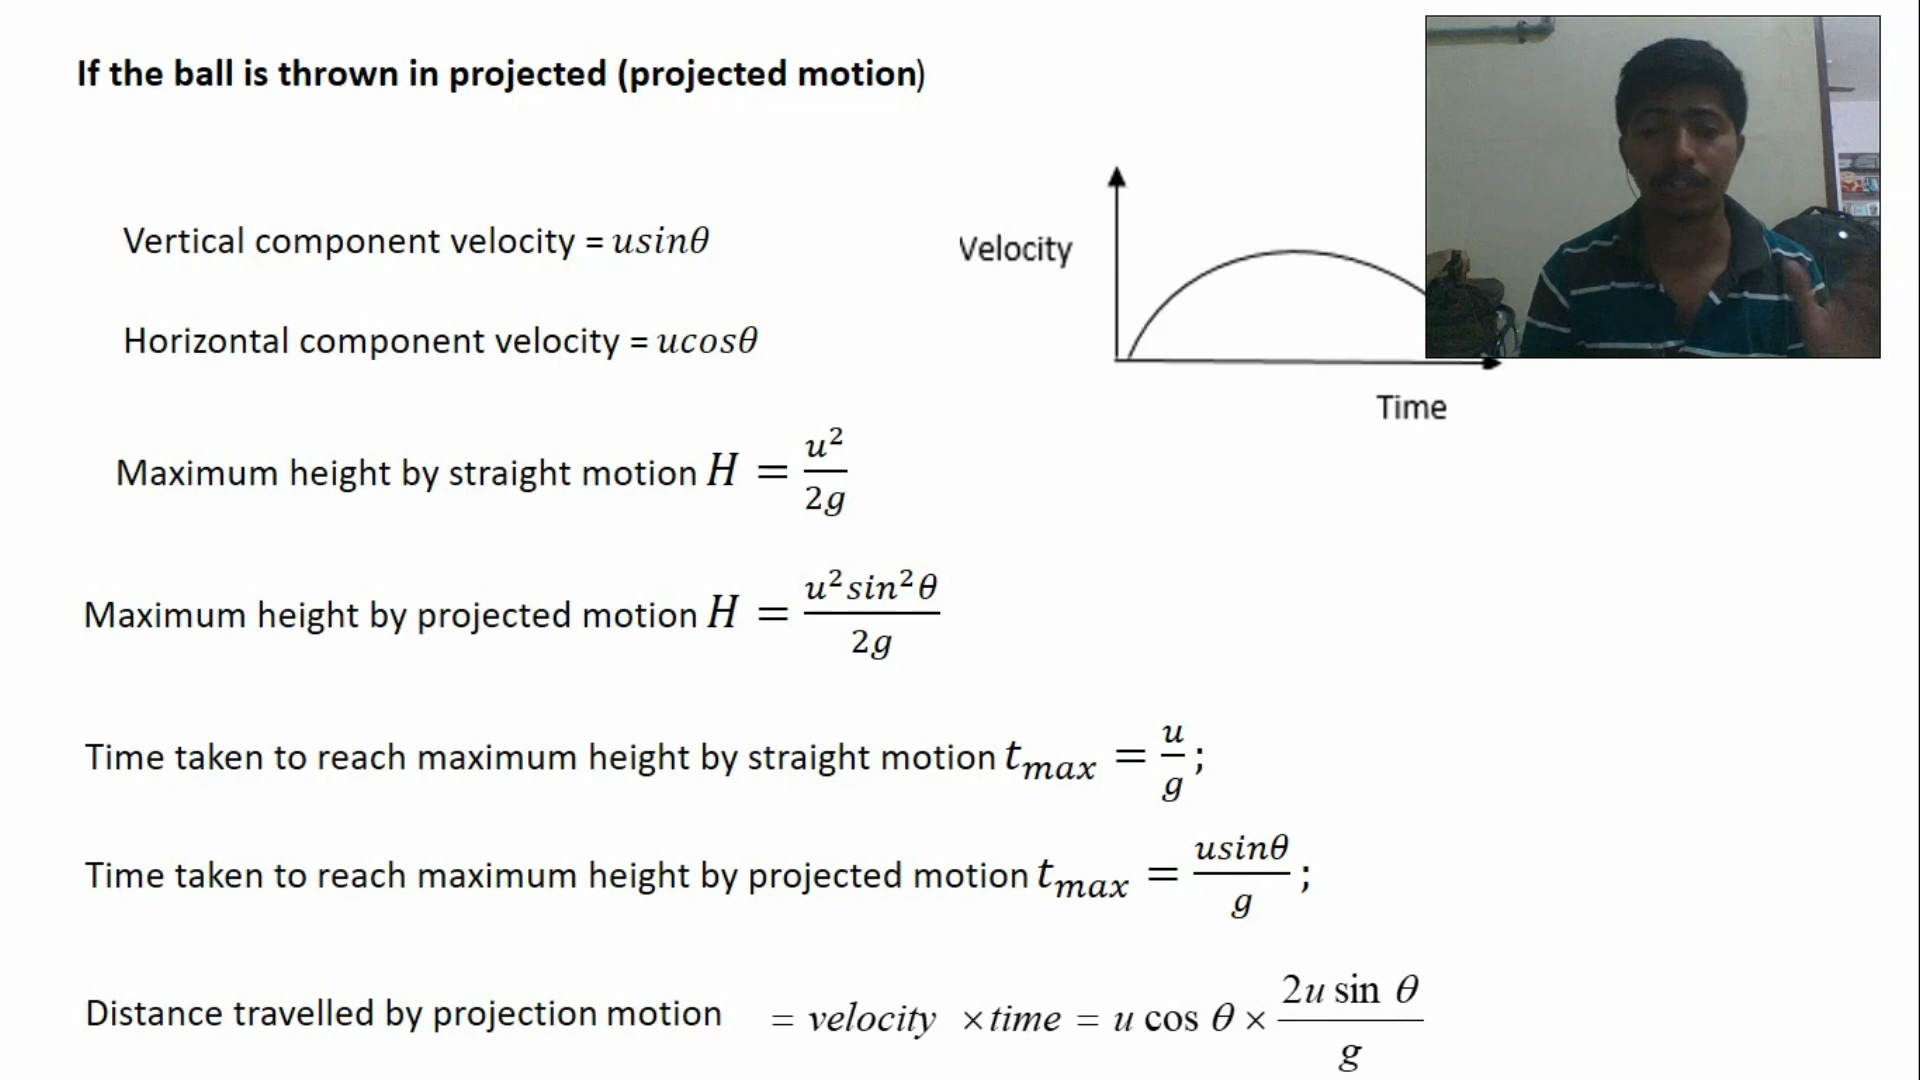 If the ball is thrown in projected (projected motion)
Vertical component velocity = usinθ
Velocity
Horizontal component velocity = ucosθ
Time
Maximum height by straight motion H = u²/2g
Maximum height by projected motion H = u²sin²θ/2g
Time taken to reach maximum height by straight motion t_max = u/g;
Time taken to reach maximum height by projected motion t_max = usinθ/g;
Distance travelled by projection motion = velocity × time = u cos θ × 2u sin θ/g